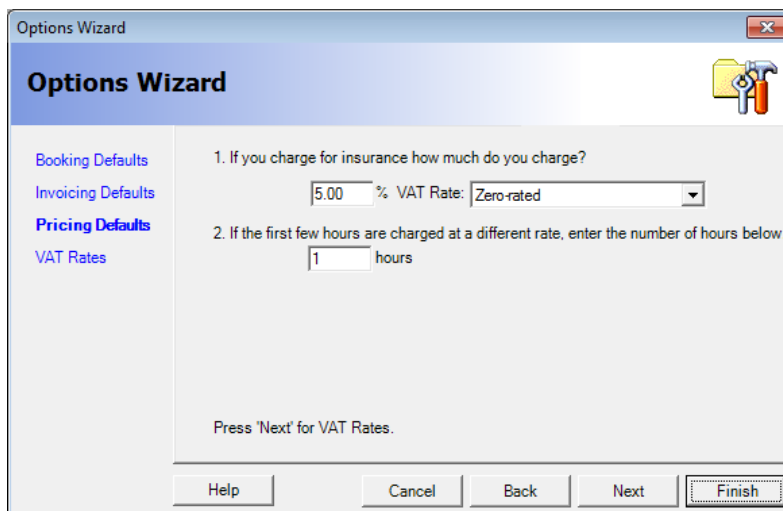 Options Wizard
Options Wizard
Booking Defaults
Invoicing Defaults
Pricing Defaults
VAT Rates
1. If you charge for insurance how much do you charge?
5.00 % VAT Rate: Zero-rated
2. If the first few hours are charged at a different rate, enter the number of hours below
1 hours
Press 'Next' for VAT Rates.
Help Cancel Back Next Finish